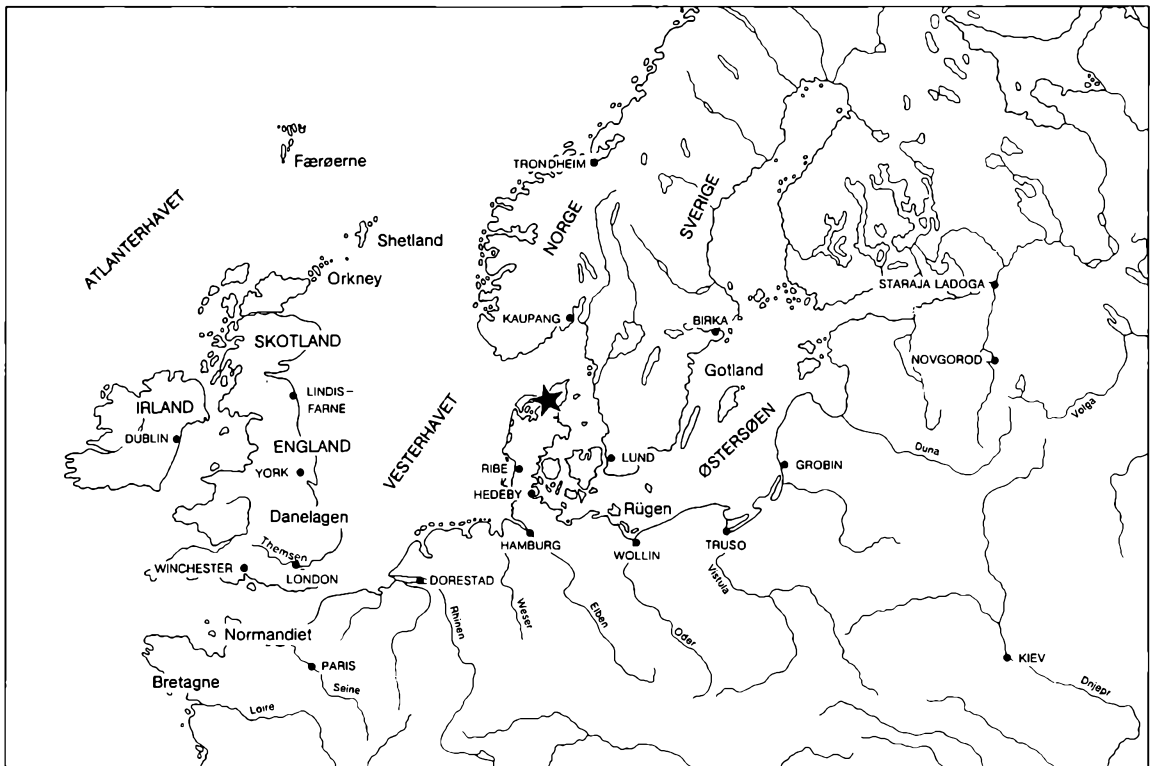 Færøerne
ATLANTERHAVET
Shetland
Orkney
TRONDHEIM
NORGE
SVERIGE
STARAJA LADOGA
KAUPANG
BIRKA
SKOTLAND
NOVGOROD
Gotland
LINDIS-
FARNE
IRLAND
Volga
DUBLIN
ENGLAND
VESTERHAVET
ØSTERSØEN
Duna
LUND
GROBIN
YORK
RIBE
HEDEBY
Rügen
Danelagen
HAMBURG
WOLLIN
TRUSO
Themsen
WINCHESTER
LONDON
DORESTAD
Vistula
Rhinen
Weser
Elben
Oder
Normandiet
PARIS
KIEV
Bretagne
Seine
Dnjepr
Loire